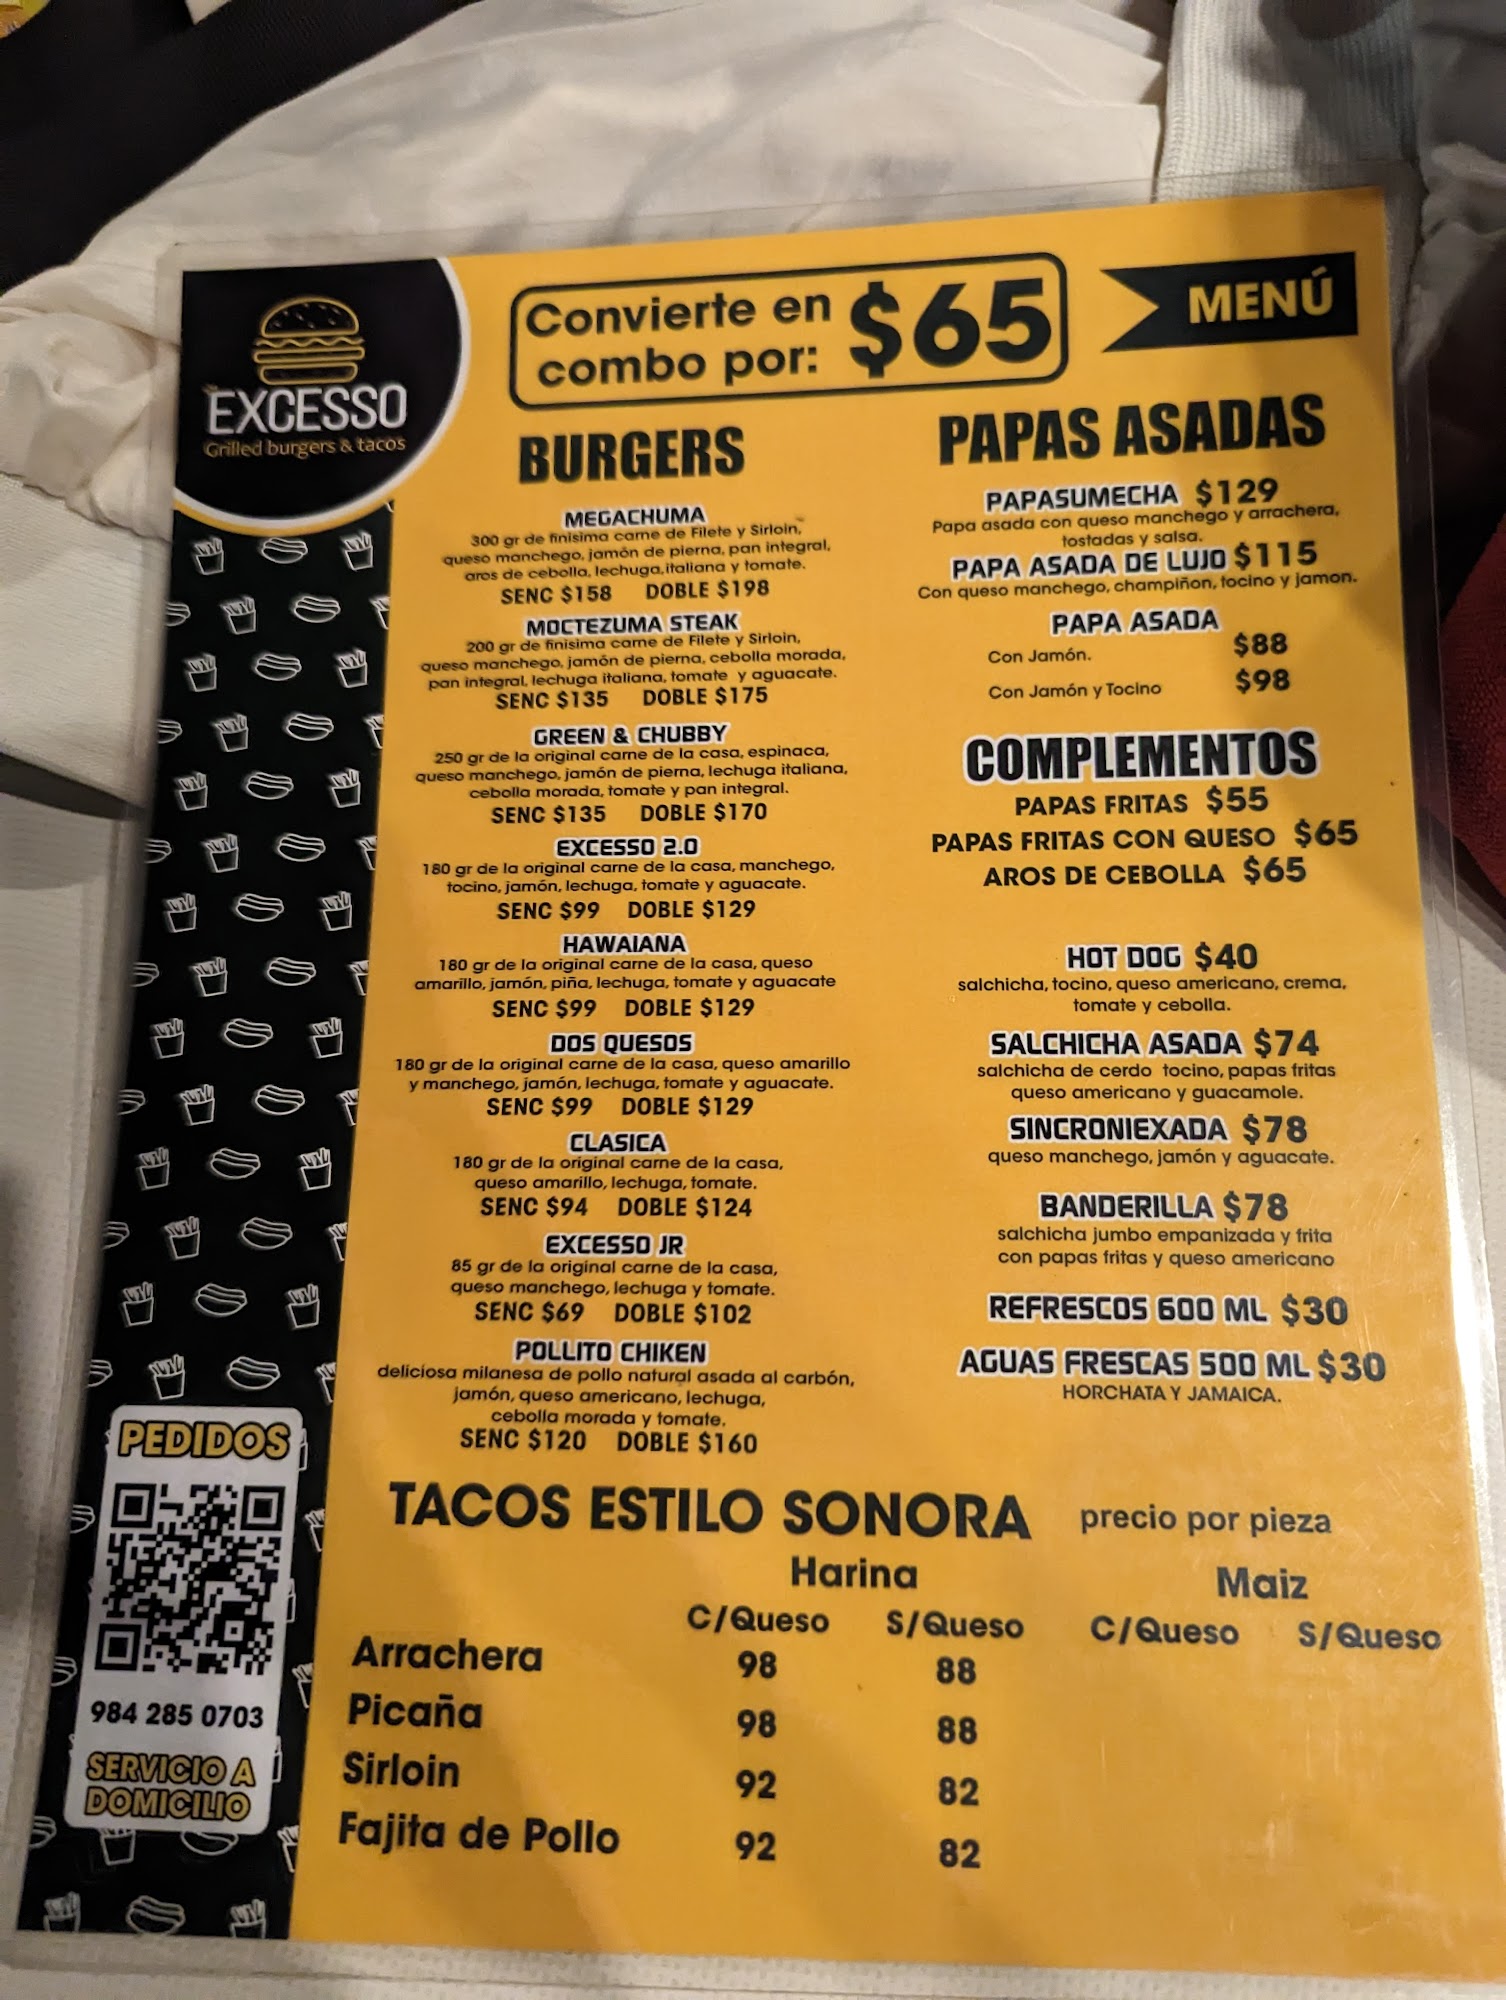 EXCESSO
Grilled burgers & tacos
Convierte en
combo por: $65
MENÚ
BURGERS
MEGACHUMA
300 gr de finisima carne de Filete y Sirloin,
queso manchego, jamón de pierna, pan integral,
aros de cebolla, lechuga, italiana y tomate.
SENC $158 DOBLE $198
MOCTEZUMA STEAK
200 gr de finisima carne de Filete y Sirloin,
queso manchego, jamón de pierna, cebolla morada,
pan integral, lechuga italiana, tomate y aguacate.
SENC $135 DOBLE $175
GREEN & CHUBBY
250 gr de la original carne de la casa, espinaca,
queso manchego, jamón de pierna, lechuga italiana,
cebolla morada, tomate y pan integral.
SENC $135 DOBLE $170
EXCESSO 2.0
180 gr de la original carne de la casa, manchego,
tocino, jamón, lechuga, tomate y aguacate.
SENC $99 DOBLE $129
HAWAIANA
180 gr de la original carne de la casa, queso
amarillo, jamón, piña, lechuga, tomate y aguacate
SENC $99 DOBLE $129
DOS QUESOS
180 gr de la original carne de la casa, queso amarillo
y manchego, jamón, lechuga, tomate y aguacate.
SENC $99 DOBLE $129
CLASICA
180 gr de la original carne de la casa,
queso amarillo, lechuga, tomate.
SENC $94 DOBLE $124
EXCESSO JR
85 gr de la original carne de la casa,
queso manchego, lechuga y tomate.
SENC $69 DOBLE $102
POLLITO CHIKEN
deliciosa milanesa de pollo natural asada al carbón,
jamón, queso americano, lechuga,
cebolla morada y tomate.
SENC $120 DOBLE $160
PAPAS ASADAS
PAPASUMECHA $129
Papa asada con queso manchego y arrachera,
tostadas y salsa.
PAPA ASADA DE LUJO $115
Con queso manchego, champiñon, tocino y jamon.
PAPA ASADA
Con Jamón. $88
Con Jamón y Tocino $98
COMPLEMENTOS
PAPAS FRITAS $55
PAPAS FRITAS CON QUESO $65
AROS DE CEBOLLA $65
HOT DOG $40
salchicha, tocino, queso americano, crema,
tomate y cebolla.
SALCHICHA ASADA $74
salchicha de cerdo tocino, papas fritas
queso americano y guacamole.
SINCRONIEXADA $78
queso manchego, jamón y aguacate.
BANDERILLA $78
salchicha jumbo empanizada y frita
con papas fritas y queso americano
REFRESCOS 600 ML $30
AGUAS FRESCAS 500 ML $30
HORCHATA Y JAMAICA.
PEDIDOS
984 285 0703
SERVICIO A
DOMICILIO
TACOS ESTILO SONORA precio por pieza
Harina Maiz
C/Queso S/Queso C/Queso S/Queso
Arrachera 98 88
Picaña 98 88
Sirloin 92 82
Fajita de Pollo 92 82